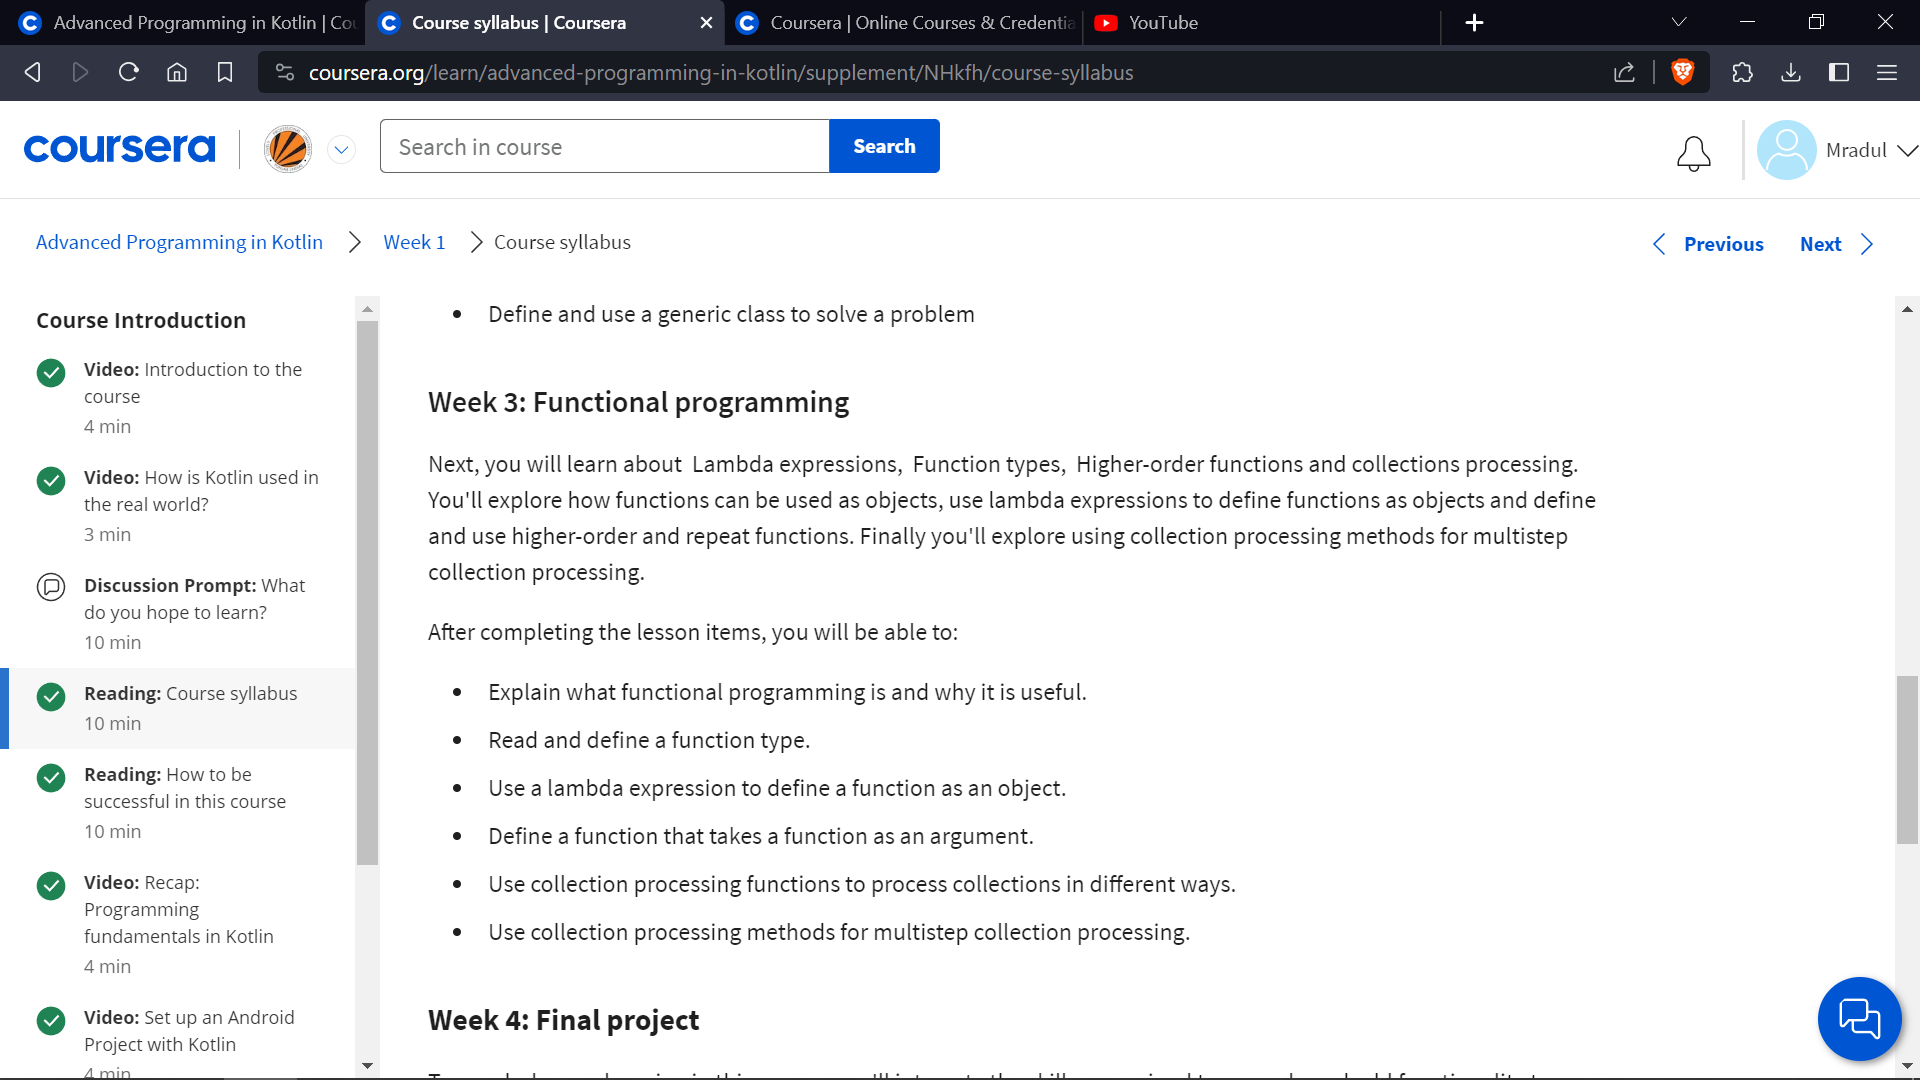 Advanced Programming in Kotlin | Cou
Course syllabus | Coursera
Coursera | Online Courses & Credentia
YouTube
coursera.org/learn/advanced-programming-in-kotlin/supplement/NHkfh/course-syllabus
coursera
Search in course
Search
Mradul
Advanced Programming in Kotlin
Week 1
Course syllabus
Previous
Next
Course Introduction
Video: Introduction to the
course
4 min
Video: How is Kotlin used in
the real world?
3 min
Discussion Prompt: What
do you hope to learn?
10 min
Reading: Course syllabus
10 min
Reading: How to be
successful in this course
10 min
Video: Recap:
Programming
fundamentals in Kotlin
4 min
Video: Set up an Android
Project with Kotlin
4 min
• Define and use a generic class to solve a problem
Week 3: Functional programming
Next, you will learn about Lambda expressions, Function types, Higher-order functions and collections processing.
You'll explore how functions can be used as objects, use lambda expressions to define functions as objects and define
and use higher-order and repeat functions. Finally you'll explore using collection processing methods for multistep
collection processing.
After completing the lesson items, you will be able to:
• Explain what functional programming is and why it is useful.
• Read and define a function type.
• Use a lambda expression to define a function as an object.
• Define a function that takes a function as an argument.
• Use collection processing functions to process collections in different ways.
• Use collection processing methods for multistep collection processing.
Week 4: Final project